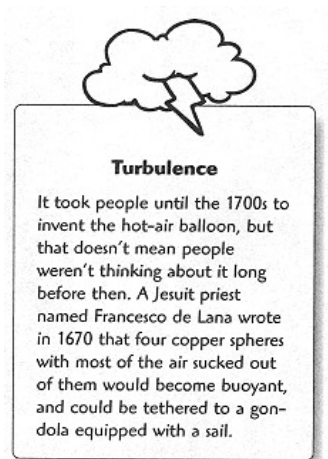 Turbulence
It took people until the 1700s to
invent the hot-air balloon, but
that doesn't mean people
weren't thinking about it long
before then. A Jesuit priest
named Francesco de Lana wrote
in 1670 that four copper spheres
with most of the air sucked out
of them would become buoyant,
and could be tethered to a gon-
dola equipped with a sail.